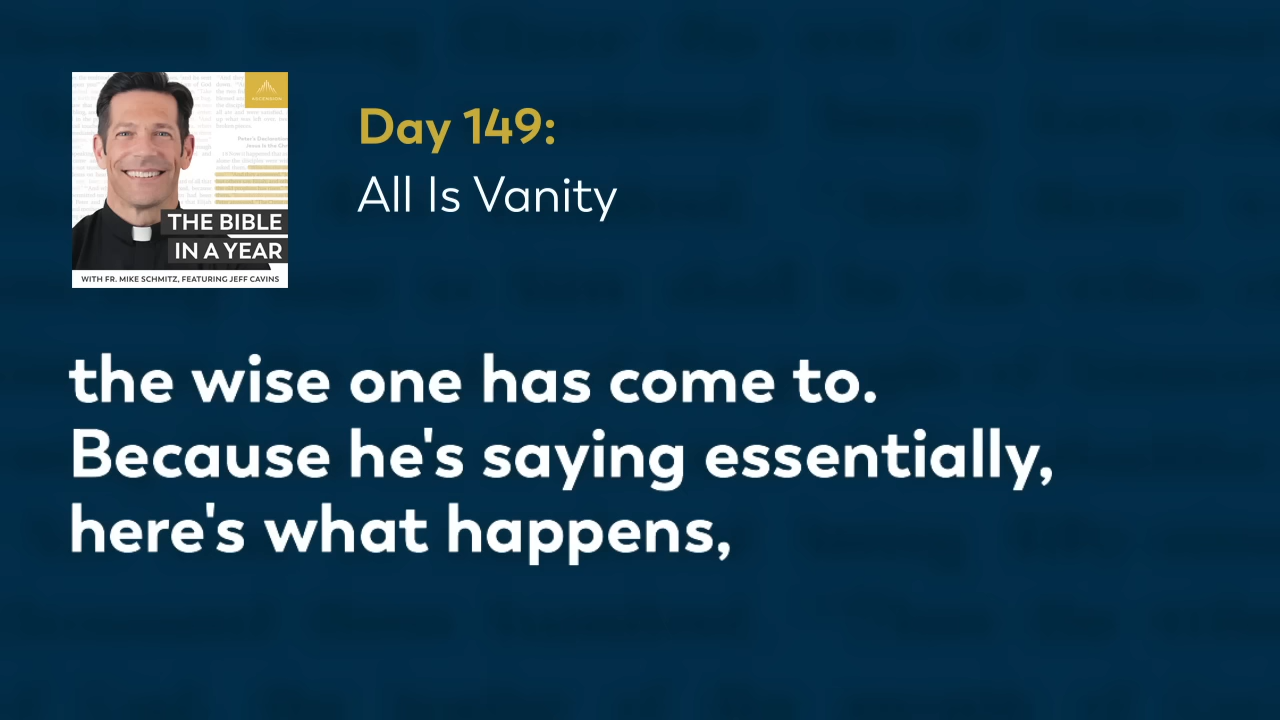 ASCENSION
THE BIBLE
IN A YEAR
WITH FR. MIKE SCHMITZ, FEATURING JEFF CAVINS
Day 149:
All Is Vanity
the wise one has come to.
Because he's saying essentially,
here's what happens,